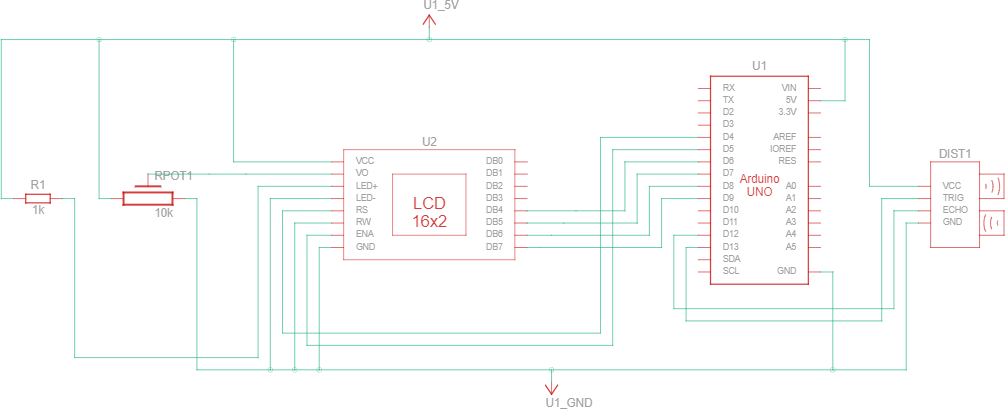 U1_5V
U1
RX VIN
TX 5V
D2 3.3V
D3
D4 AREF
D5 IOREF
D6 RES
D7
D8 A0
D9 A1
D10 A2
D11 A3
D12 A4
D13 A5
SDA
SCL GND
Arduino
UNO
U2
VCC DB0
VO DB1
LED+ DB2
LED- DB3
RS DB4
RW DB5
ENA DB6
GND DB7
LCD
16x2
DIST1
VCC
TRIG
ECHO
GND
R1
1k
RPOT1
10k
U1_GND